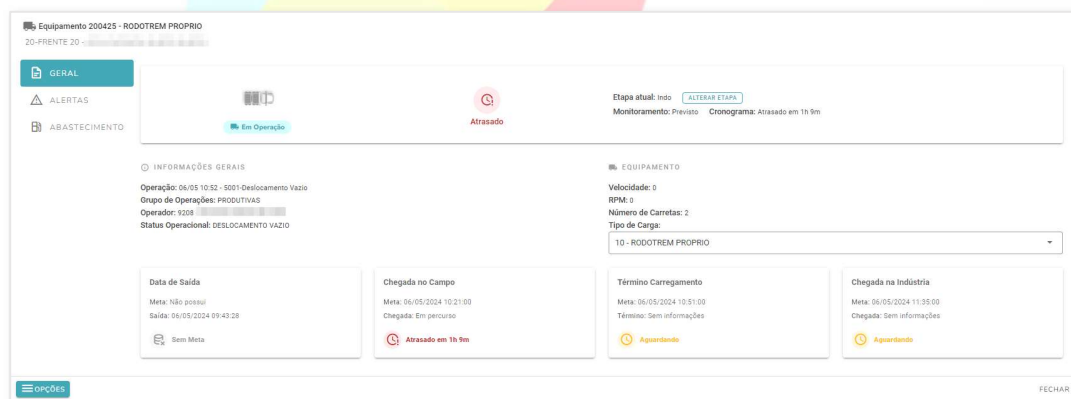 Equipamento 200425 - RODOTREM PROPRIO
20-FRENTE 20 -
GERAL
ALERTAS
ABASTECIMENTO
Em Operação
Atrasado
Etapa atual: Indo ALTERAR ETAPA
Monitoramento: Previsto Cronograma: Atrasado em 1h 9m
INFORMAÇÕES GERAIS
Operação: 06/05 10:52 - 5001-Deslocamento Vazio
Grupo de Operações: PRODUTIVAS
Operador: 9208
Status Operacional: DESLOCAMENTO VAZIO
EQUIPAMENTO
Velocidade: 0
RPM: 0
Número de Carretas: 2
Tipo de Carga:
10 - RODOTREM PROPRIO
Data de Saída
Meta: Não possui
Saída: 06/05/2024 09:43:28
Sem Meta
Chegada no Campo
Meta: 06/05/2024 10:21:00
Chegada: Em percurso
Atrasado em 1h 9m
Término Carregamento
Meta: 06/05/2024 10:51:00
Término: Sem informações
Aguardando
Chegada na Indústria
Meta: 06/05/2024 11:35:00
Chegada: Sem informações
Aguardando
OPÇÕES
FECHAR